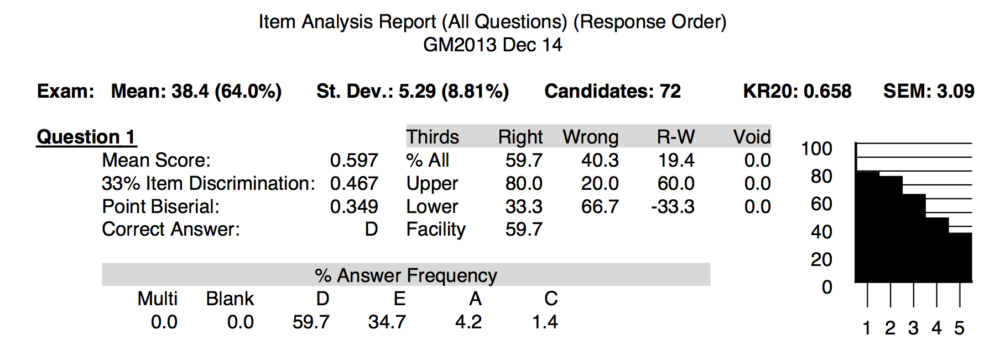 Item Analysis Report (All Questions) (Response Order)
GM2013 Dec 14
Exam: Mean: 38.4 (64.0%) St. Dev.: 5.29 (8.81%) Candidates: 72 KR20: 0.658 SEM: 3.09
Question 1 Thirds Right Wrong R-W Void
Mean Score: 0.597 % All 59.7 40.3 19.4 0.0
33% Item Discrimination: 0.467 Upper 80.0 20.0 60.0 0.0
Point Biserial: 0.349 Lower 33.3 66.7 -33.3 0.0
Correct Answer: D Facility 59.7
% Answer Frequency
Multi Blank D E A C
0.0 0.0 59.7 34.7 4.2 1.4
100
80
60
40
20
0
1 2 3 4 5